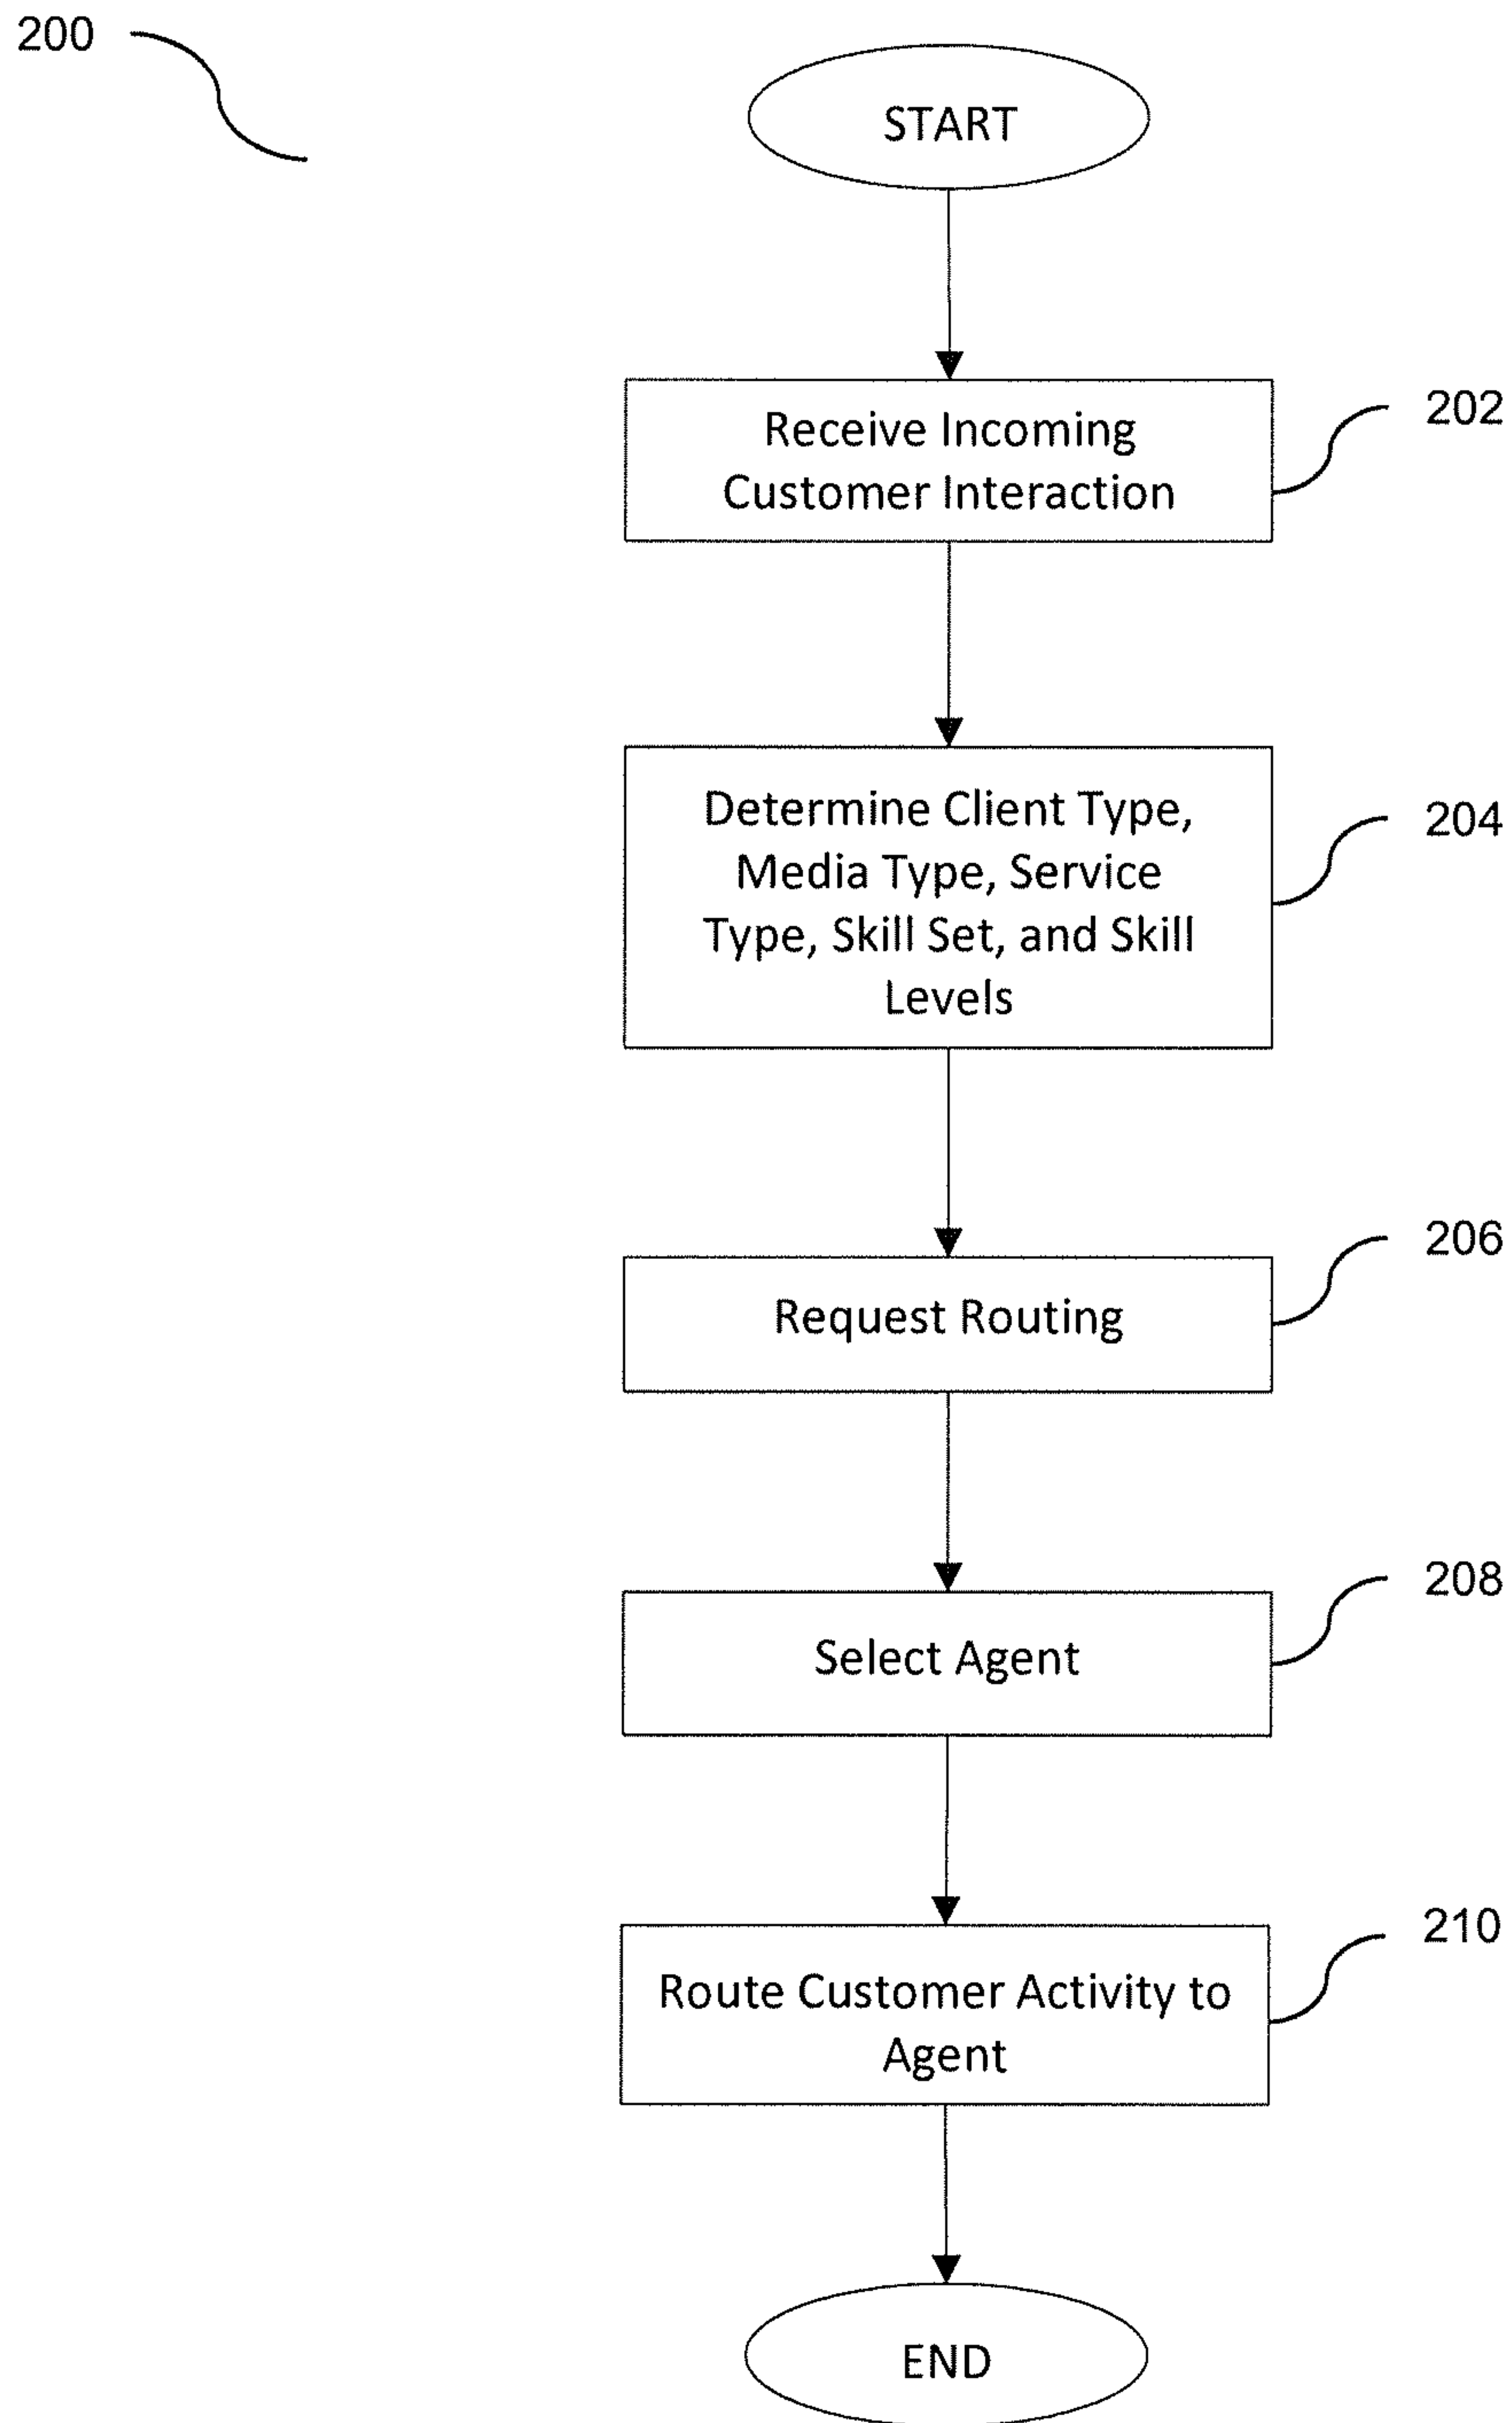 200
START
Receive Incoming
Customer Interaction
202
Determine Client Type,
Media Type, Service
Type, Skill Set, and Skill
Levels
204
Request Routing
206
Select Agent
208
Route Customer Activity to
Agent
210
END